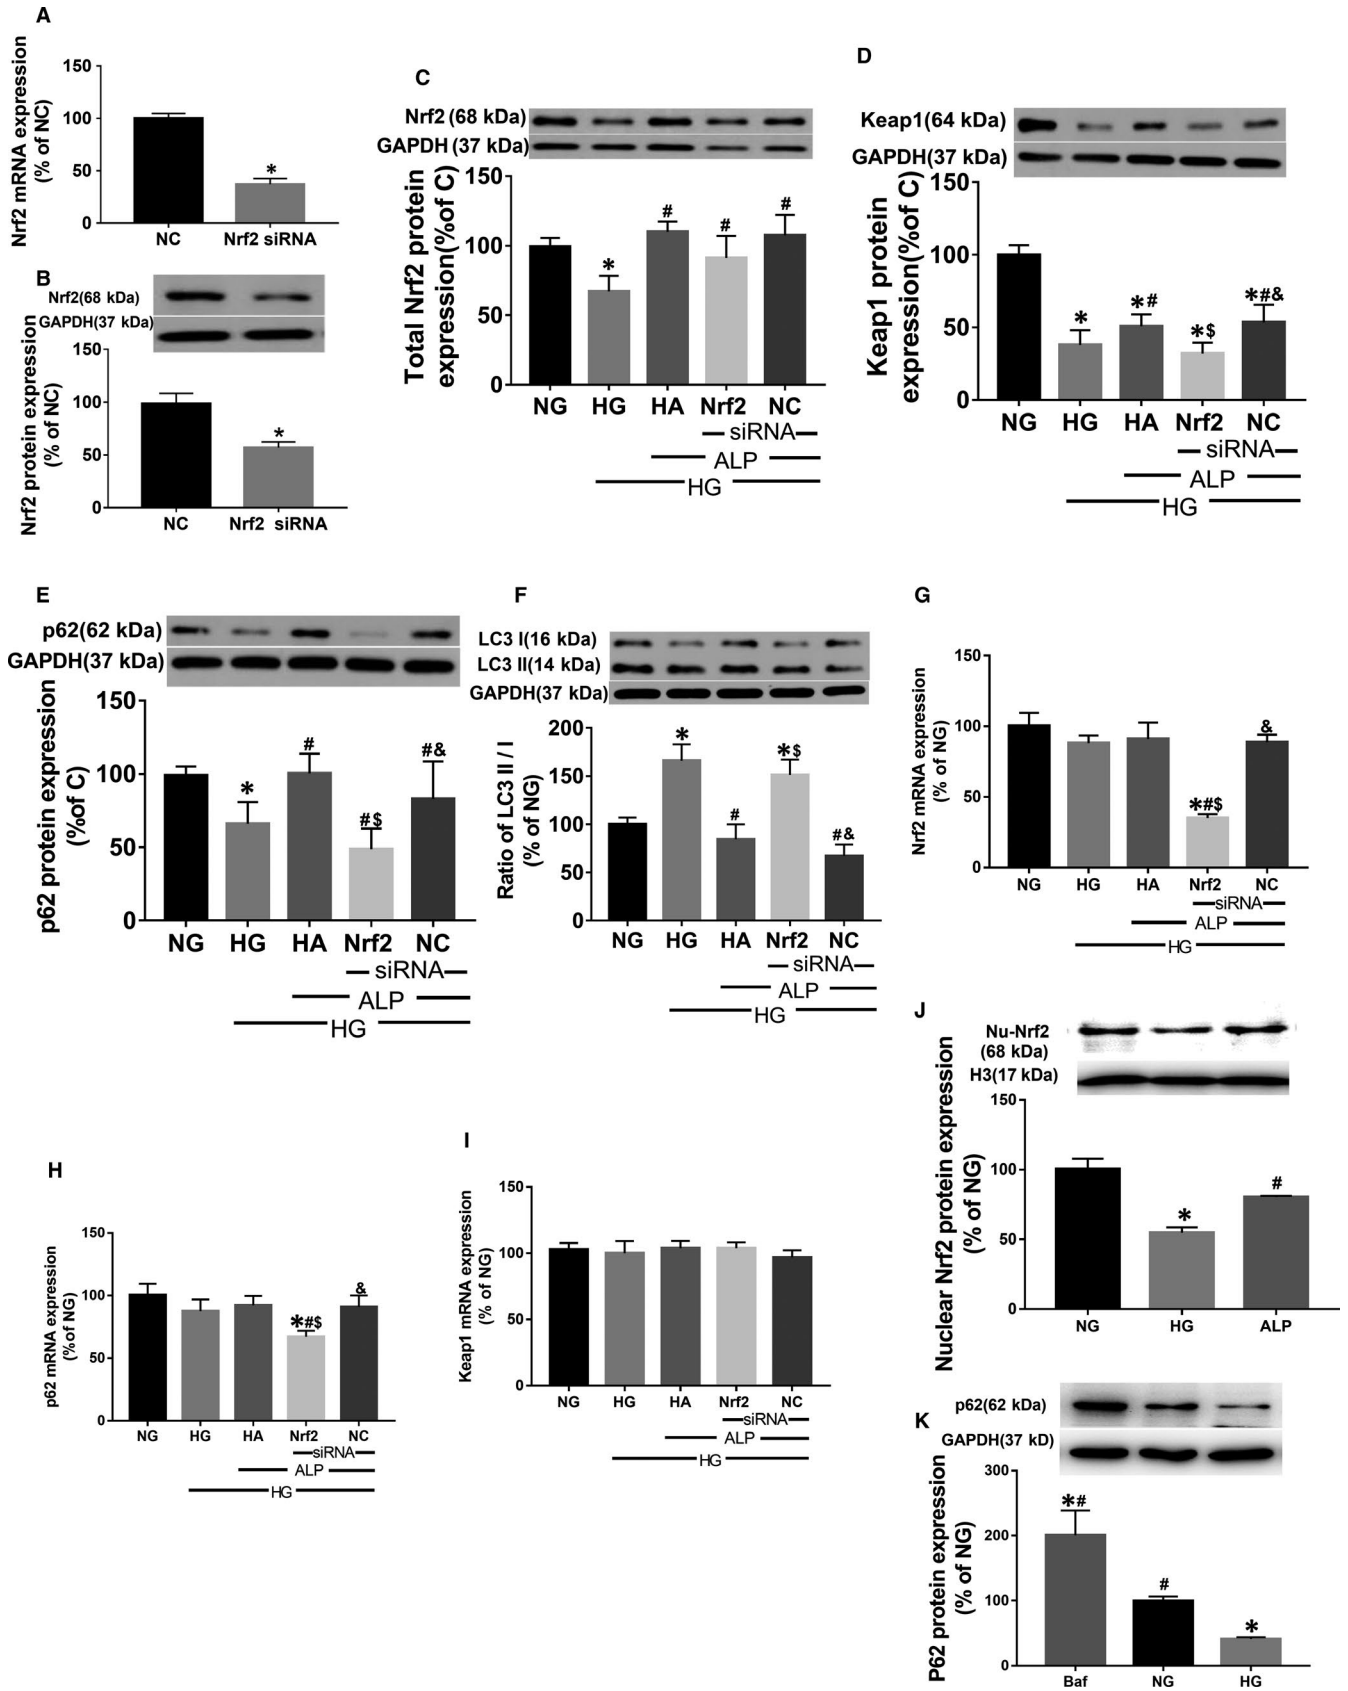 A
Nrf2 mRNA expression
(% of NC)
150
100
50
0
*
NC
Nrf2 siRNA
B
Nrf2(68 kDa)
GAPDH(37 kDa)
Nrf2 protein expression
(% of NC)
150
100
50
0
*
NC
Nrf2 siRNA
C
Nrf2 (68 kDa)
GAPDH (37 kDa)
Total Nrf2 protein
expression(%of C)
150
100
50
0
*
#
#
#
NG HG HA Nrf2 NC
siRNA
ALP
HG
D
Keap1(64 kDa)
GAPDH(37 kDa)
Keap1 protein
expression(%of C)
150
100
50
0
*
*#
*$
*#&
NG HG HA Nrf2 NC
siRNA
ALP
HG
E
p62(62 kDa)
GAPDH(37 kDa)
p62 protein expression
(%of C)
150
100
50
0
*
#
#$
#&
NG HG HA Nrf2 NC
siRNA
ALP
HG
F
LC3 I(16 kDa)
LC3 II(14 kDa)
GAPDH(37 kDa)
Ratio of LC3 II / I
(% of NG)
200
150
100
50
0
*
#
*$
#&
NG HG HA Nrf2 NC
siRNA
ALP
HG
G
Nrf2 mRNA expression
(% of NG)
150
100
50
0
*#$
&
NG HG HA Nrf2 NC
siRNA
ALP
HG
H
p62 mRNA expression
(%of NG)
150
100
50
0
*#$
&
NG HG HA Nrf2 NC
siRNA
ALP
HG
I
Keap1 mRNA expression
(% of NG)
150
100
50
0
NG HG HA Nrf2 NC
siRNA
ALP
HG
J
Nu-Nrf2
(68 kDa)
H3(17 kDa)
Nuclear Nrf2 protein expression
(% of NG)
150
100
50
0
*
#
NG HG ALP
K
p62(62 kDa)
GAPDH(37 kD)
P62 protein expression
(% of NG)
300
200
100
0
*#
#
*
Baf NG HG